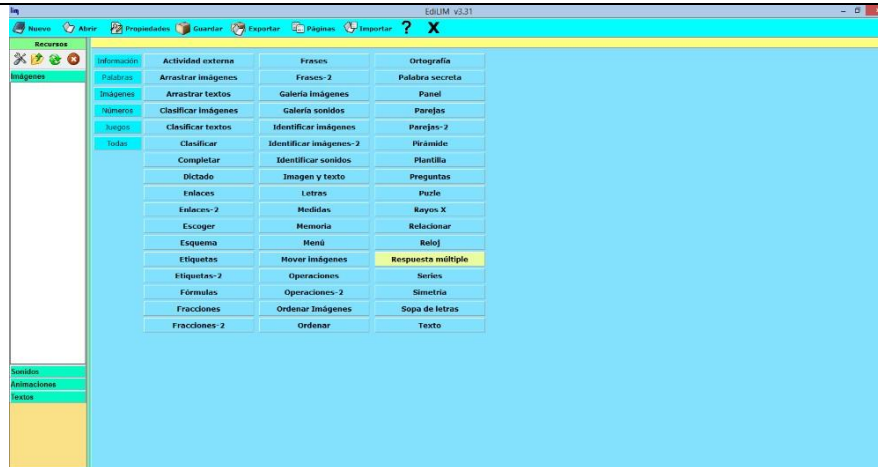 EdiLIM v3.31
Nuevo Abrir Propiedades Guardar Exportar Páginas Importar ? X
Recursos
Imágenes
Sonidos
Animaciones
Textos
Información
Palabras
Imágenes
Números
Juegos
Todas
Actividad externa
Arrastrar imágenes
Arrastrar textos
Clasificar imágenes
Clasificar textos
Clasificar
Completar
Dictado
Enlaces
Enlaces-2
Escoger
Esquema
Etiquetas
Etiquetas-2
Fórmulas
Fracciones
Fracciones-2
Frases
Frases-2
Galería imágenes
Galería sonidos
Identificar imágenes
Identificar imágenes-2
Identificar sonidos
Imagen y texto
Letras
Medidas
Memoria
Menú
Mover imágenes
Operaciones
Operaciones-2
Ordenar Imágenes
Ordenar
Ortografía
Palabra secreta
Panel
Parejas
Parejas-2
Pirámide
Plantilla
Preguntas
Puzle
Rayos X
Relacionar
Reloj
Respuesta múltiple
Series
Simetría
Sopa de letras
Texto